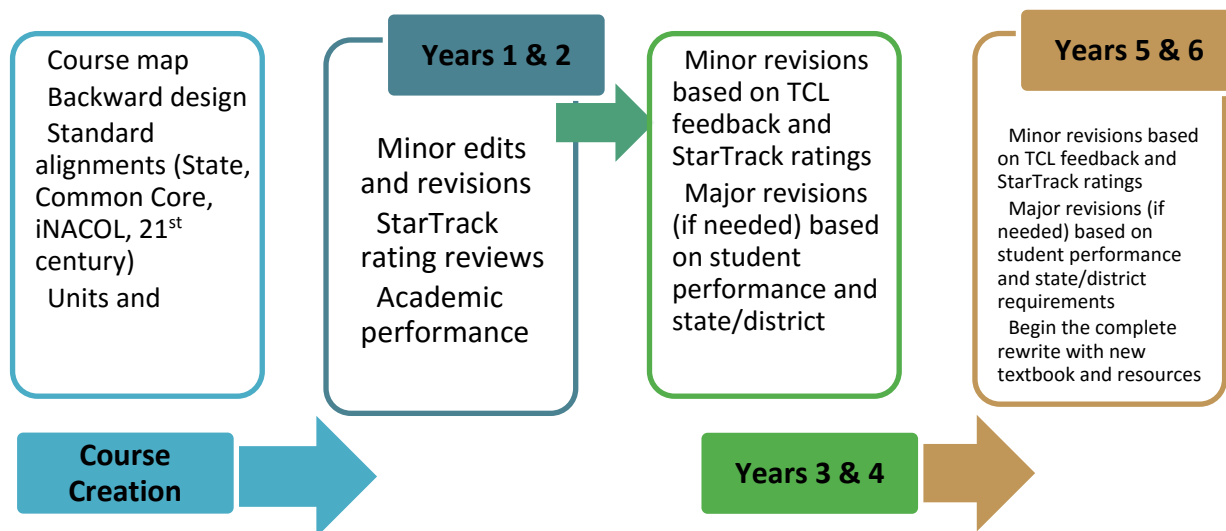 Course map
Backward design
Standard
alignments (State,
Common Core,
iNACOL, 21st
century)
Units and
Course
Creation
Years 1 & 2
Minor edits
and revisions
StarTrack
rating reviews
Academic
performance
Minor revisions
based on TCL
feedback and
StarTrack ratings
Major revisions
(if needed) based
on student
performance and
state/district
Years 3 & 4
Years 5 & 6
Minor revisions based
on TCL feedback and
StarTrack ratings
Major revisions (if
needed) based on
student performance
and state/district
requirements
Begin the complete
rewrite with new
textbook and resources